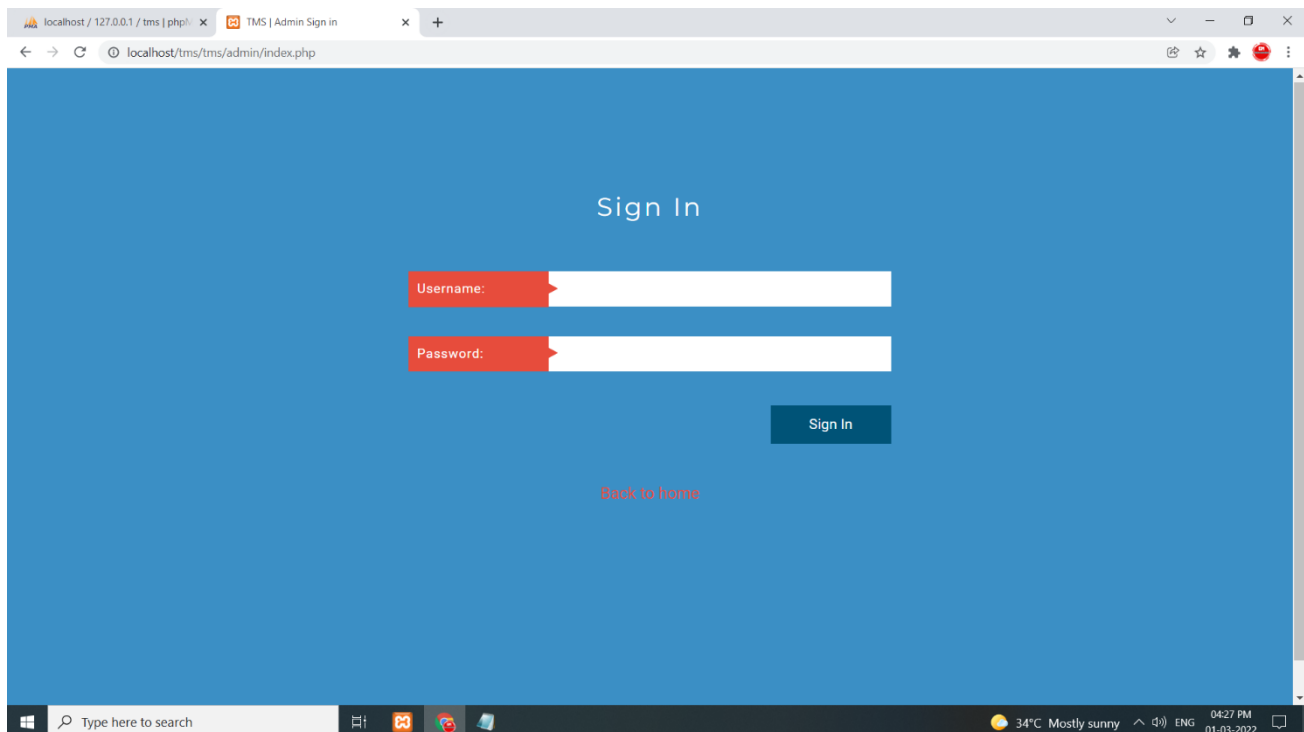 localhost / 127.0.0.1 / tms | phpM
TMS | Admin Sign in
localhost/tms/tms/admin/index.php
Sign In
Username:
Password:
Sign In
Back to home
Type here to search
34°C Mostly sunny
ENG
04:27 PM
01-03-2022